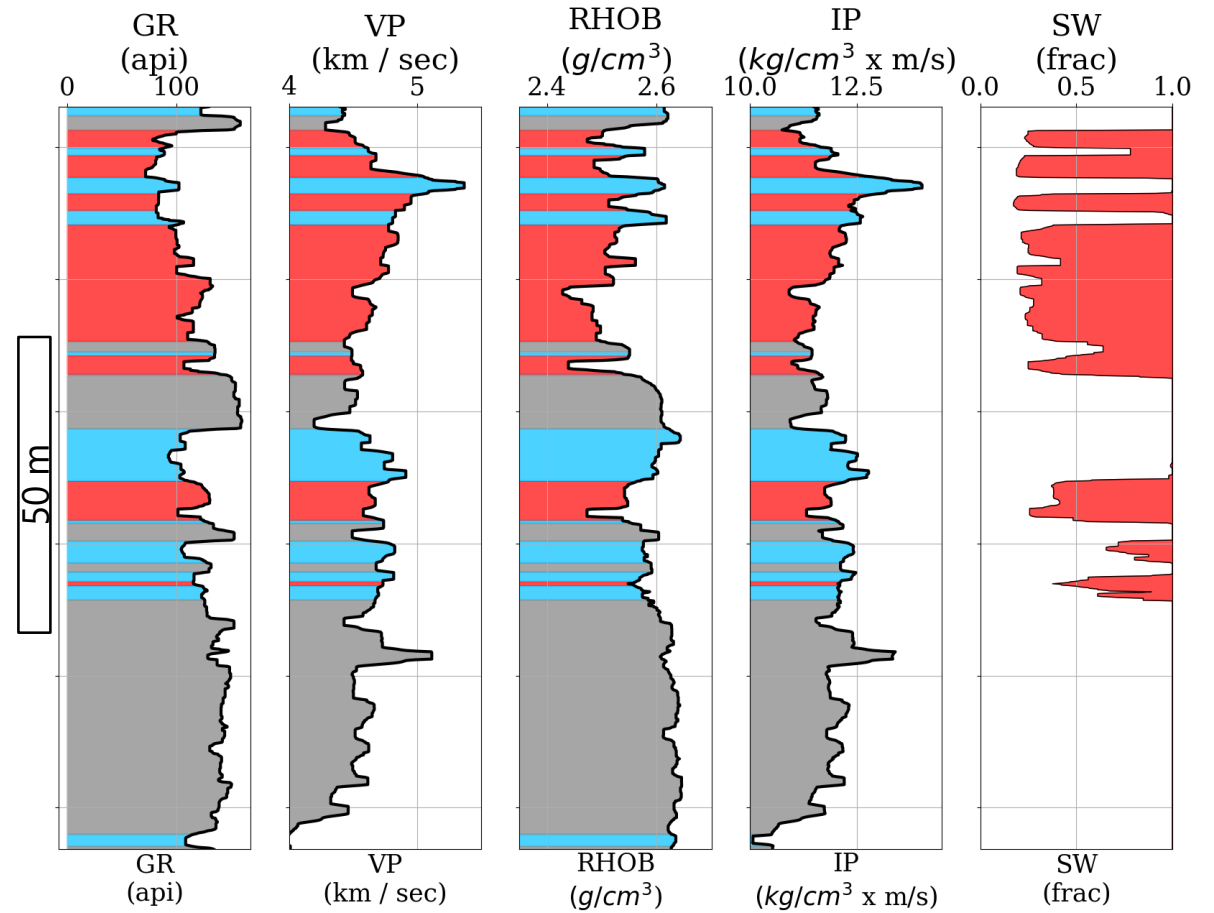 GR
(api)
VP
(km / sec)
RHOB
(g/cm³)
IP
(kg/cm³ x m/s)
SW
(frac)
0 100
4 5
2.4 2.6
10.0 12.5
0.0 0.5 1.0
50 m
GR
(api)
VP
(km / sec)
RHOB
(g/cm³)
IP
(kg/cm³ x m/s)
SW
(frac)